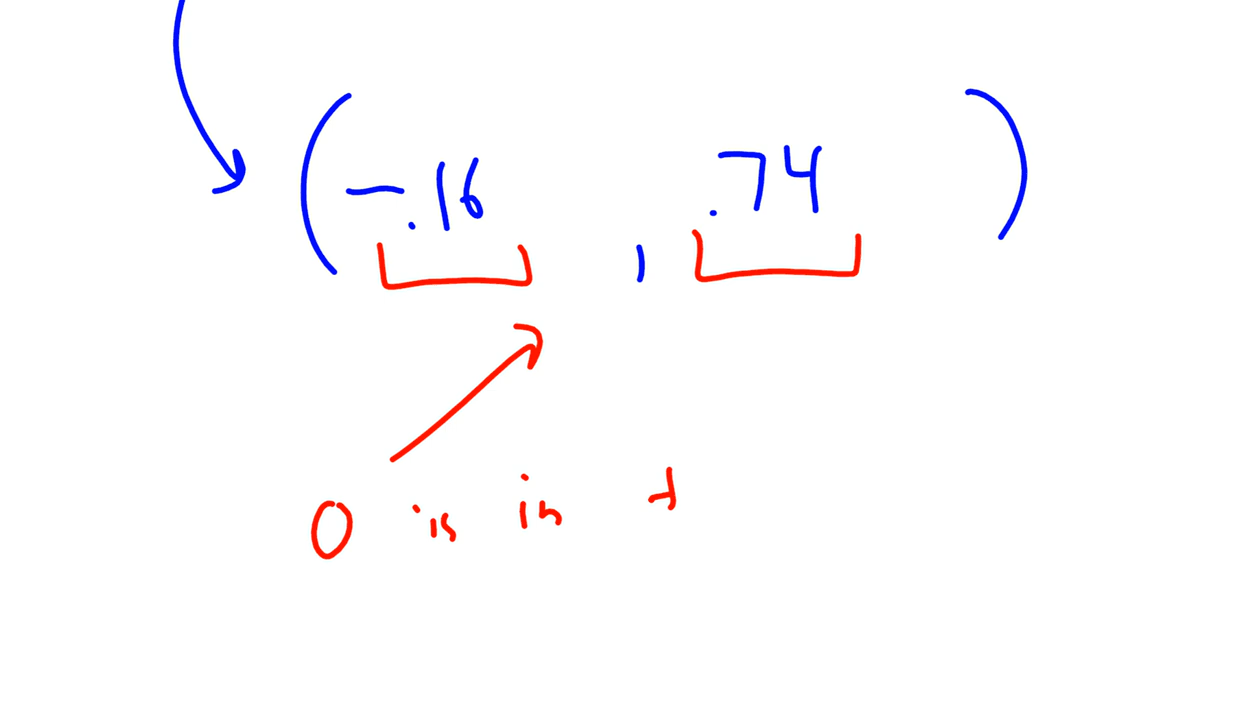 (-.16 , .74)
0 is in